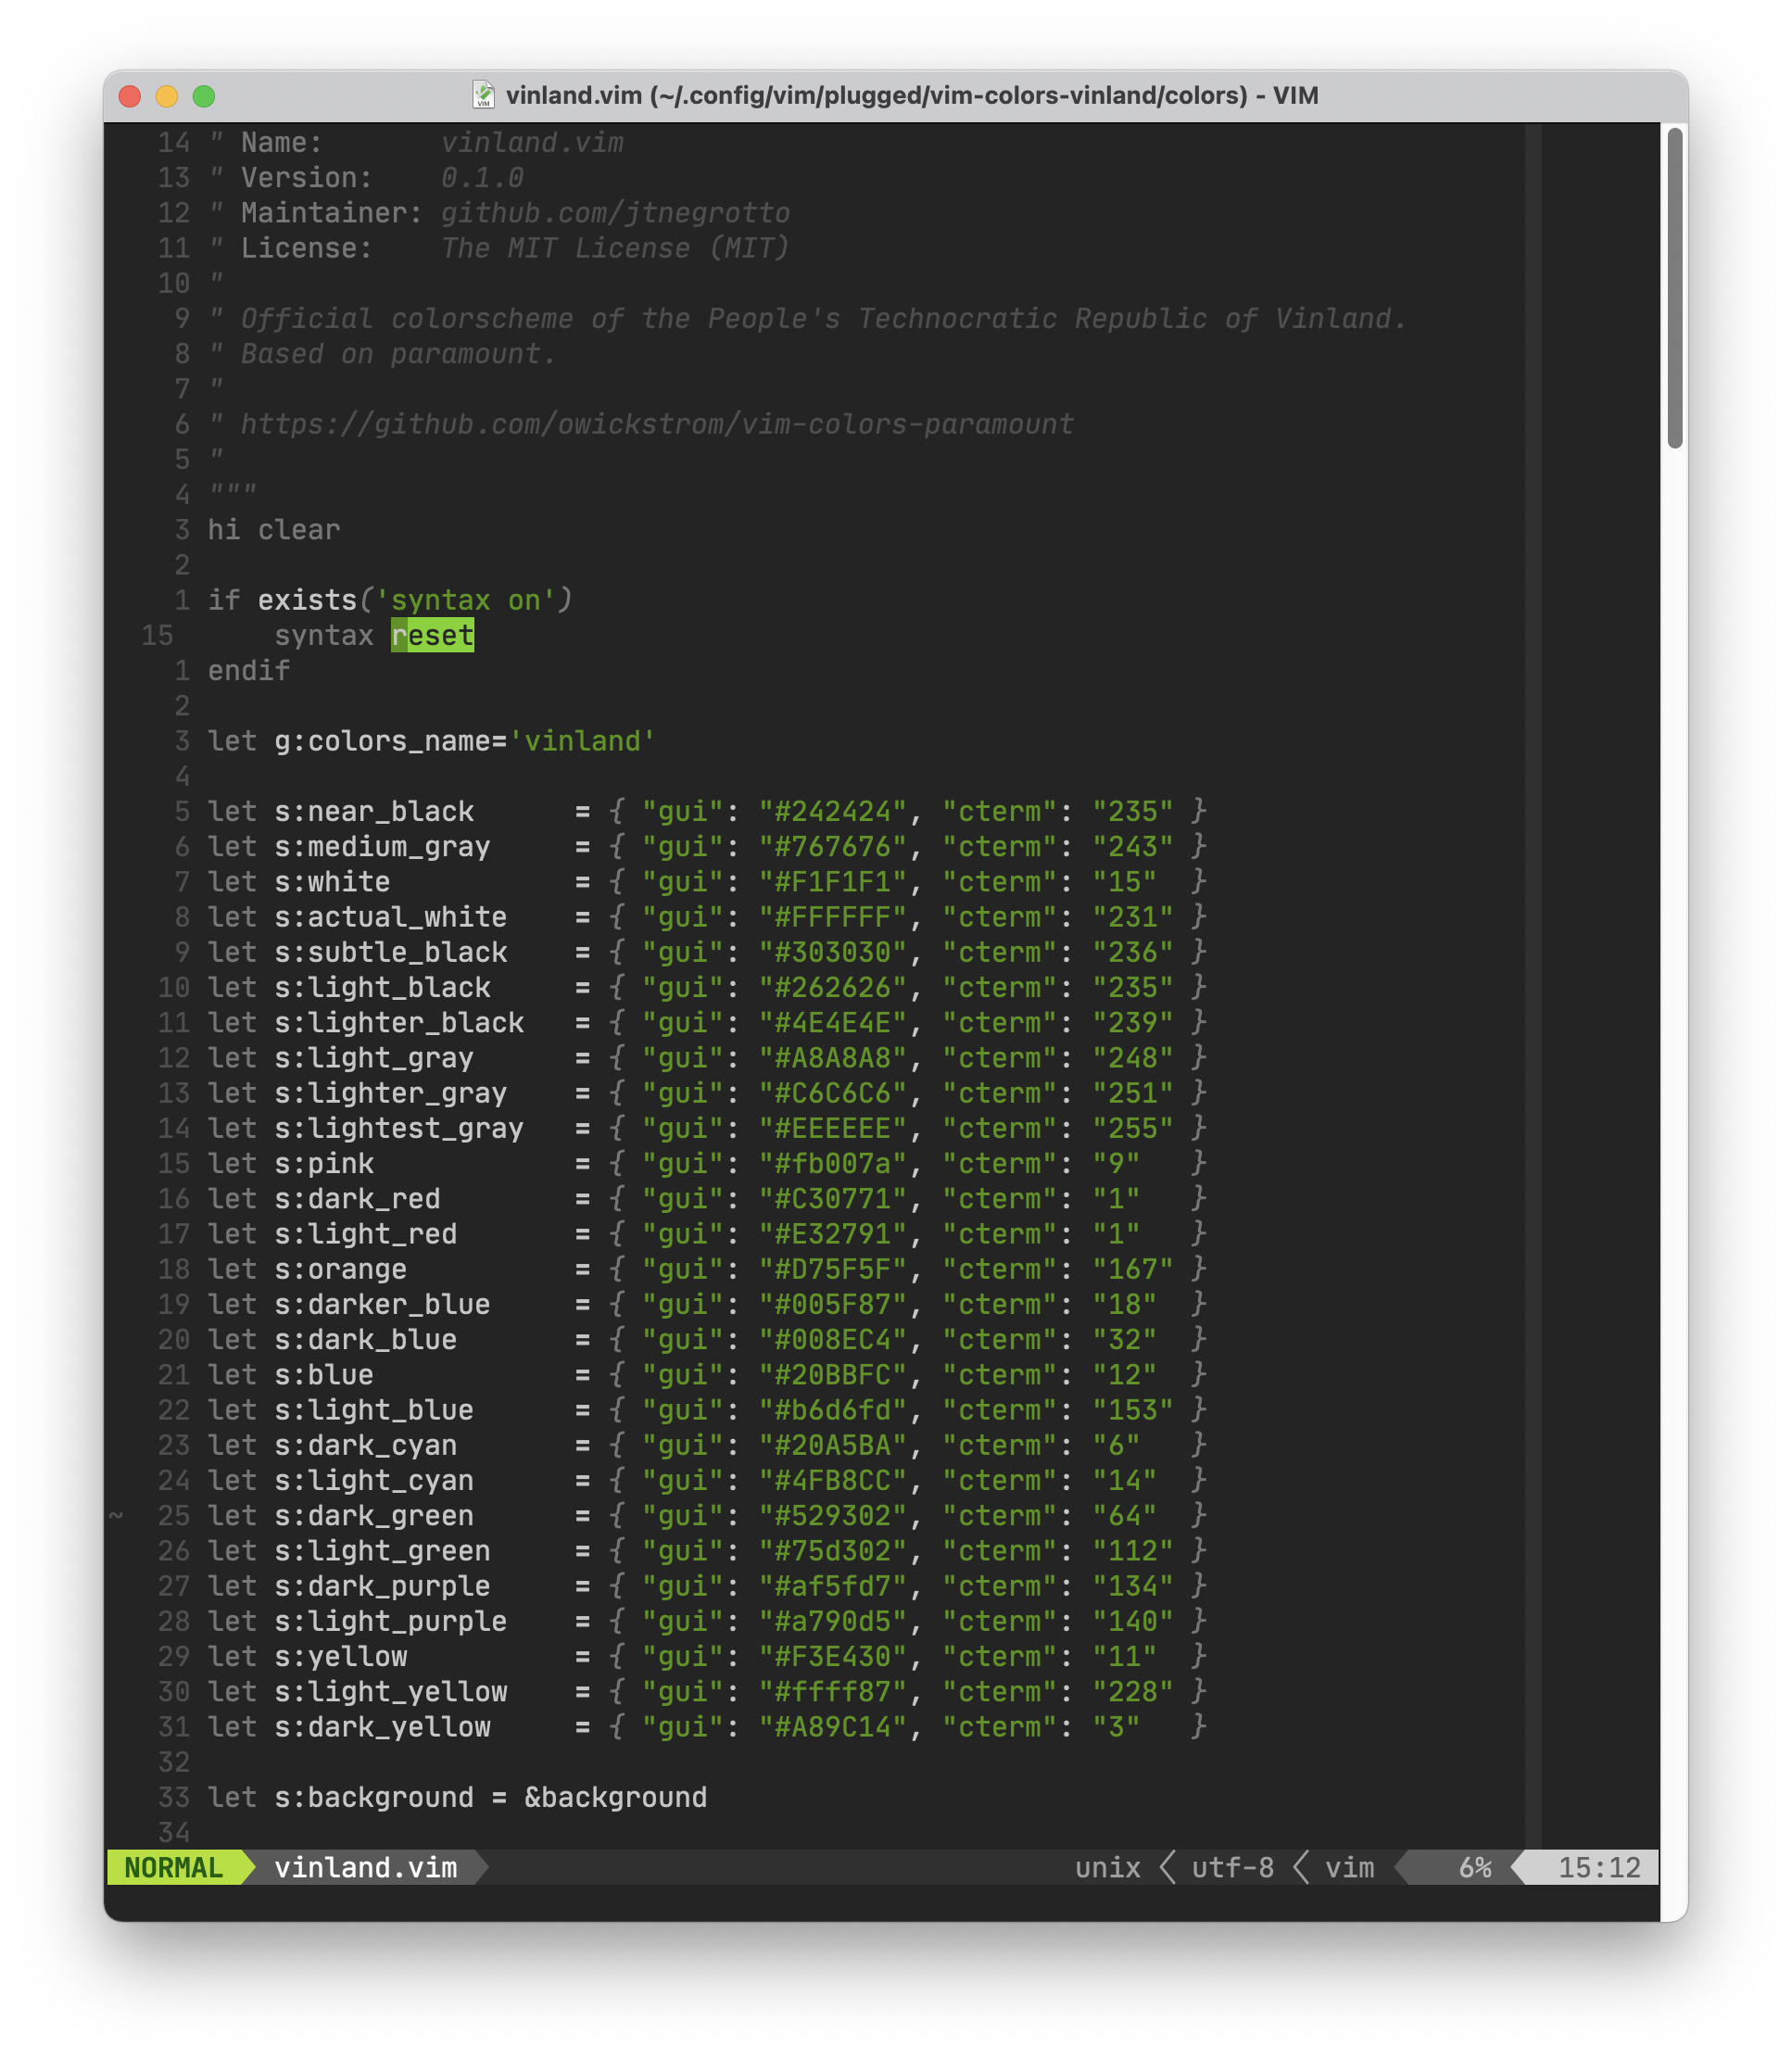 vinland.vim (~/.config/vim/plugged/vim-colors-vinland/colors) - VIM
14 " Name:       vinland.vim
13 " Version:    0.1.0
12 " Maintainer: github.com/jtnegrotto
11 " License:    The MIT License (MIT)
10 "
9 " Official colorscheme of the People's Technocratic Republic of Vinland.
8 " Based on paramount.
7 "
6 " https://github.com/owickstrom/vim-colors-paramount
5 "
4 """
3 hi clear
2
1 if exists('syntax on')
15     syntax reset
1 endif
2
3 let g:colors_name='vinland'
4
5 let s:near_black      = { "gui": "#242424", "cterm": "235" }
6 let s:medium_gray     = { "gui": "#767676", "cterm": "243" }
7 let s:white           = { "gui": "#F1F1F1", "cterm": "15"  }
8 let s:actual_white    = { "gui": "#FFFFFF", "cterm": "231" }
9 let s:subtle_black    = { "gui": "#303030", "cterm": "236" }
10 let s:light_black     = { "gui": "#262626", "cterm": "235" }
11 let s:lighter_black   = { "gui": "#4E4E4E", "cterm": "239" }
12 let s:light_gray      = { "gui": "#A8A8A8", "cterm": "248" }
13 let s:lighter_gray    = { "gui": "#C6C6C6", "cterm": "251" }
14 let s:lightest_gray   = { "gui": "#EEEEEE", "cterm": "255" }
15 let s:pink            = { "gui": "#fb007a", "cterm": "9"   }
16 let s:dark_red        = { "gui": "#C30771", "cterm": "1"   }
17 let s:light_red       = { "gui": "#E32791", "cterm": "1"   }
18 let s:orange          = { "gui": "#D75F5F", "cterm": "167" }
19 let s:darker_blue     = { "gui": "#005F87", "cterm": "18"  }
20 let s:dark_blue       = { "gui": "#008EC4", "cterm": "32"  }
21 let s:blue            = { "gui": "#20BBFC", "cterm": "12"  }
22 let s:light_blue      = { "gui": "#b6d6fd", "cterm": "153" }
23 let s:dark_cyan       = { "gui": "#20A5BA", "cterm": "6"   }
24 let s:light_cyan      = { "gui": "#4FB8CC", "cterm": "14"  }
~ 25 let s:dark_green      = { "gui": "#529302", "cterm": "64"  }
26 let s:light_green     = { "gui": "#75d302", "cterm": "112" }
27 let s:dark_purple     = { "gui": "#af5fd7", "cterm": "134" }
28 let s:light_purple    = { "gui": "#a790d5", "cterm": "140" }
29 let s:yellow          = { "gui": "#F3E430", "cterm": "11"  }
30 let s:light_yellow    = { "gui": "#ffff87", "cterm": "228" }
31 let s:dark_yellow     = { "gui": "#A89C14", "cterm": "3"   }
32
33 let s:background = &background
34
NORMAL vinland.vim unix utf-8 vim 6% 15:12